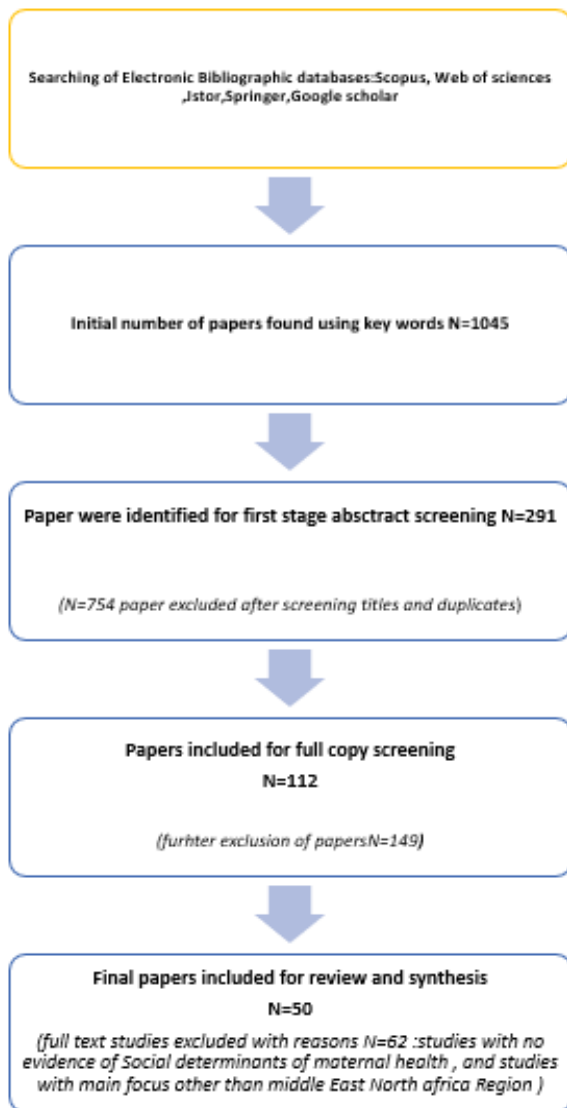 Searching of Electronic Bibliographic databases:Scopus, Web of sciences
,Jstor,Springer,Google scholar
Initial number of papers found using key words N=1045
Paper were identified for first stage absctract screening N=291
(N=754 paper excluded after screening titles and duplicates)
Papers included for full copy screening
N=112
(furhter exclusion of papersN=149)
Final papers included for review and synthesis
N=50
(full text studies excluded with reasons N=62 :studies with no
evidence of Social determinants of maternal health , and studies
with main focus other than middle East North africa Region )